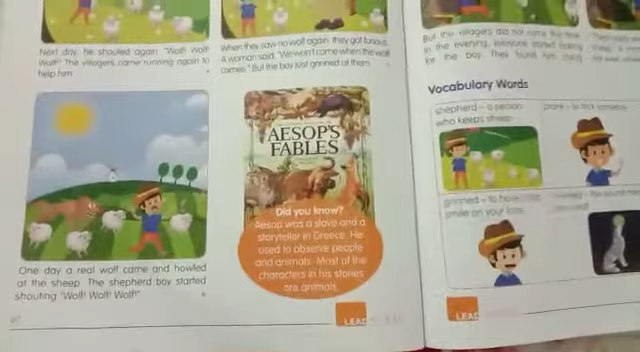 Next day, he shouted again, "Wolf! Wolf!
Wolf!" The villagers came running again to
help him.
When they saw no wolf again, they got furious.
A woman said, "We won't come when the wolf
comes." But the boy just grinned at them.
One day a real wolf came and howled
at the sheep. The shepherd boy started
shouting "Wolf! Wolf! Wolf!"
AESOP'S
FABLES
Did you know?
Aesop was a slave and a
storyteller in Greece. He
used to observe people
and animals. Most of the
characters in his stories
are animals.
LEAD
But the villagers did not come this time.
In the evening, everyone started looking
for the boy. They found him
Vocabulary Words
shepherd – a person
who keeps sheep
prank – to trick someone
grinned – to have
smile on your
LEAD